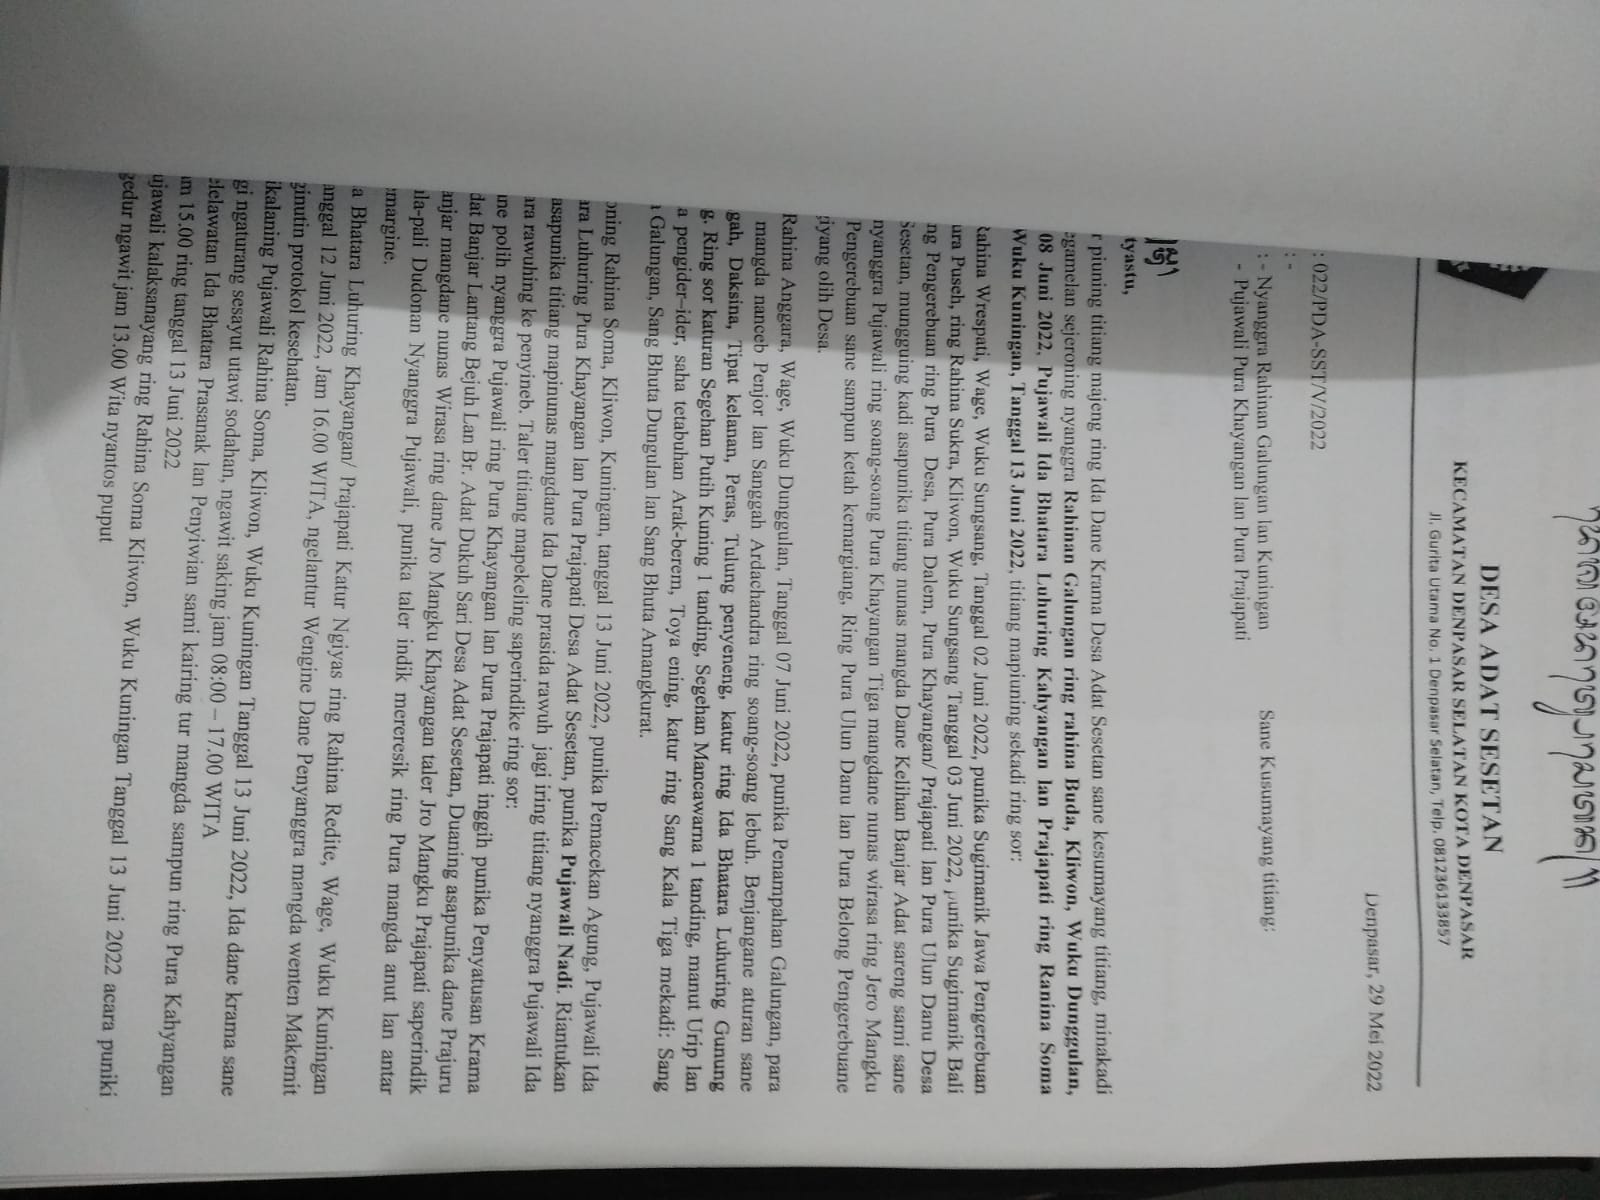 DESA ADAT SESETAN
KECAMATAN DENPASAR SELATAN KOTA DENPASAR
Jl. Gurita Utama No. 1 Denpasar Selatan, Telp. 081236133857
Denpasar, 29 Mei 2022
: 022/PDA-SST/V/2022
: -
: - Nyanggra Rahinan Galungan lan Kuningan
Sane Kusumayang titiang:
- Pujawali Pura Khayangan lan Pura Prajapati
tyastu,
r piuning titiang majeng ring Ida Dane Krama Desa Adat Sesetan sane kesumayang titiang, minakadi
egamelan sejeroning nyanggra Rahinan Galungan ring rahina Buda, Kliwon, Wuku Dunggulan,
08 Juni 2022, Pujawali Ida Bhatara Luhuring Kahyangan lan Prajapati ring Ranina Soma
Wuku Kuningan, Tanggal 13 Juni 2022, titiang mapiuning sekadi ring sor:
Rahina Wrespati, Wage, Wuku Sungsang, Tanggal 02 Juni 2022, punika Sugimanik Jawa Pengerebuan
ura Puseh, ring Rahina Sukra, Kliwon, Wuku Sungsang Tanggal 03 Juni 2022, punika Sugimanik Bali
ng Pengerebuan ring Pura Desa, Pura Dalem, Pura Khayangan/ Prajapati lan Pura Ulun Danu Desa
Sesetan, mungguing kadi asapunika titiang nunas mangda Dane Kelihan Banjar Adat sareng sami sane
nyanggra Pujawali ring soang-soang Pura Khayangan Tiga mangdane nunas wirasa ring Jero Mangku
Pengerebuan sane sampun ketah kemargiang, Ring Pura Ulun Danu lan Pura Belong Pengerebuane
giyang olih Desa.
Rahina Anggara, Wage, Wuku Dunggulan, Tanggal 07 Juni 2022, punika Penampahan Galungan, para
mangda nanceb Penjor lan Sanggah Ardachandra ring soang-soang lebuh. Benjangane aturan sane
gah, Daksina, Tipat kelanan, Peras, Tulung penyeneng, katur ring Ida Bhatara Luhuring Gunung
g. Ring sor katuran Segehan Putih Kuning 1 tanding, Segehan Mancawarna 1 tanding, manut Urip lan
a pengider–ider, saha tetabuhan Arak-berem, Toya ening, katur ring Sang Kala Tiga mekadi: Sang
a Galungan, Sang Bhuta Dungulan lan Sang Bhuta Amangkurat.
oning Rahina Soma, Kliwon, Kuningan, tanggal 13 Juni 2022, punika Pemacekan Agung, Pujawali Ida
ara Luhuring Pura Khayangan lan Pura Prajapati Desa Adat Sesetan, punika Pujawali Nadi. Riantukan
asapunika titiang mapinunas mangdane Ida Dane prasida rawuh jagi iring titiang nyanggra Pujawali Ida
ara rawuhing ke penyineb. Taler titiang mapekeling saperindike ring sor:
ane polih nyanggra Pujawali ring Pura Khayangan lan Pura Prajapati inggih punika Penyatusan Krama
dat Banjar Lantang Bejuh Lan Br. Adat Dukuh Sari Desa Adat Sesetan, Duaning asapunika dane Prajuru
anjar mangdane nunas Wirasa ring dane Jro Mangku Khayangan taler Jro Mangku Prajapati saperindik
ala-pali Dudonan Nyanggra Pujawali, punika taler indik mereresik ring Pura mangda anut lan antar
emargine.
a Bhatara Luhuring Khayangan/ Prajapati Katur Ngiyas ring Rahina Redite, Wage, Wuku Kuningan
anggal 12 Juni 2022, Jam 16.00 WITA, ngelantur Wengine Dane Penyanggra mangda wenten Makemit
ginutin protokol kesehatan.
ikalaning Pujawali Rahina Soma, Kliwon, Wuku Kuningan Tanggal 13 Juni 2022, Ida dane krama sane
gi ngaturang sesayut utawi sodahan, ngawit saking jam 08:00 – 17.00 WITA
elelawatan Ida Bhatara Prasanak lan Penyiwian sami kairing tur mangda sampun ring Pura Kahyangan
am 15.00 ring tanggal 13 Juni 2022
ujawali kalaksanayang ring Rahina Soma Kliwon, Wuku Kuningan Tanggal 13 Juni 2022 acara puniki
gedur ngawit jam 13.00 Wita nyantos puput